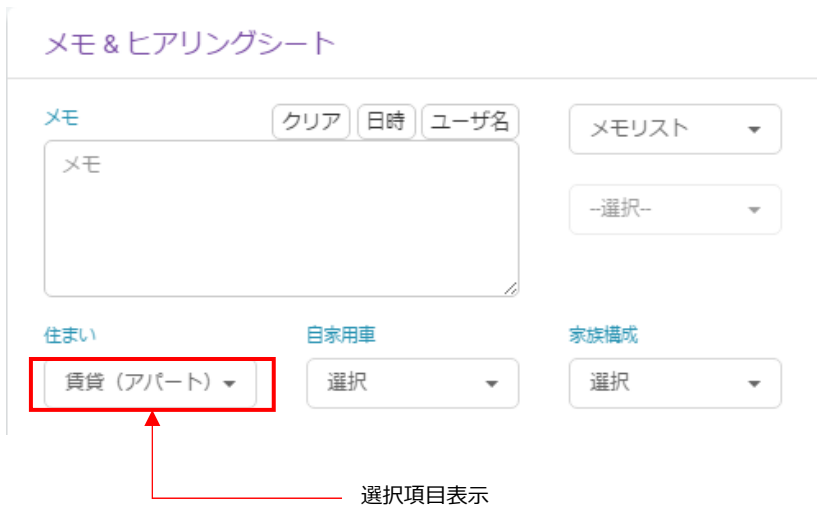 メモ & ヒアリングシート
メモ クリア 日時 ユーザ名 メモリスト
メモ
--選択--
住まい 自家用車 家族構成
賃貸（アパート） 選択 選択
選択項目表示